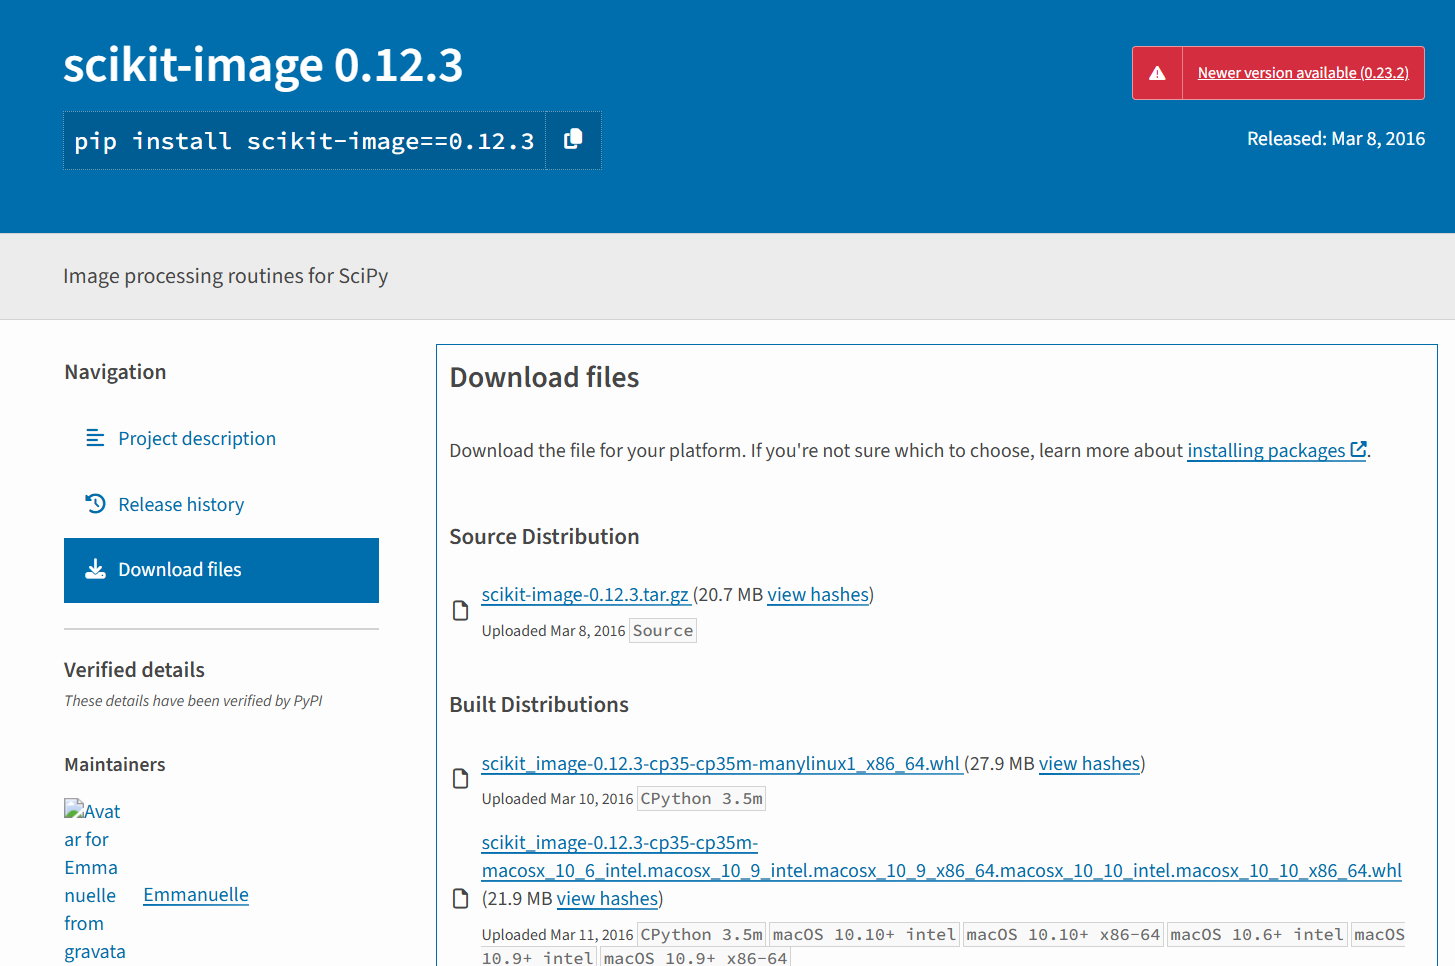 scikit-image 0.12.3
Newer version available (0.23.2)
pip install scikit-image==0.12.3
Released: Mar 8, 2016
Image processing routines for SciPy
Navigation
Project description
Release history
Download files
Verified details
These details have been verified by PyPI
Maintainers
Avat
ar for
Emma
nuelle
from
gravata
Emmanuelle
Download files
Download the file for your platform. If you're not sure which to choose, learn more about installing packages.
Source Distribution
scikit-image-0.12.3.tar.gz (20.7 MB view hashes)
Uploaded Mar 8, 2016 Source
Built Distributions
scikit_image-0.12.3-cp35-cp35m-manylinux1_x86_64.whl (27.9 MB view hashes)
Uploaded Mar 10, 2016 CPython 3.5m
scikit_image-0.12.3-cp35-cp35m-
macosx_10_6_intel.macosx_10_9_intel.macosx_10_9_x86_64.macosx_10_10_intel.macosx_10_10_x86_64.whl
(21.9 MB view hashes)
Uploaded Mar 11, 2016 CPython 3.5m macOS 10.10+ intel macOS 10.10+ x86-64 macOS 10.6+ intel macOS
10.9+ intel macOS 10.9+ x86-64